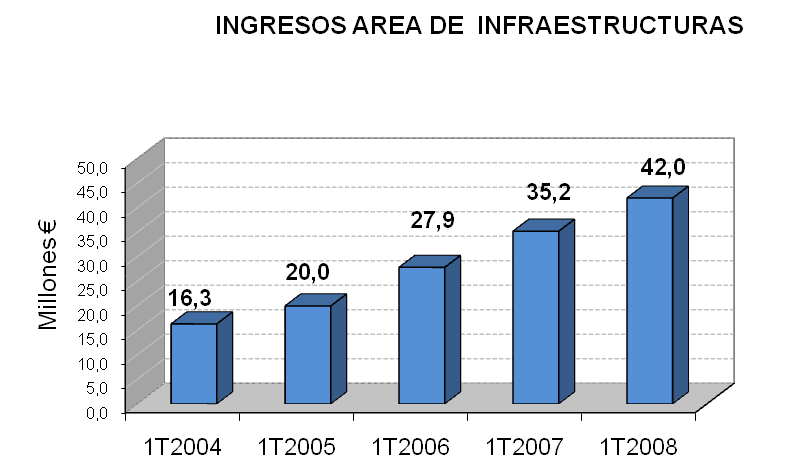 INGRESOS AREA DE INFRAESTRUCTURAS
Millones €
50,0
45,0
40,0
35,0
30,0
25,0
20,0
15,0
10,0
5,0
0,0
16,3
20,0
27,9
35,2
42,0
1T2004
1T2005
1T2006
1T2007
1T2008